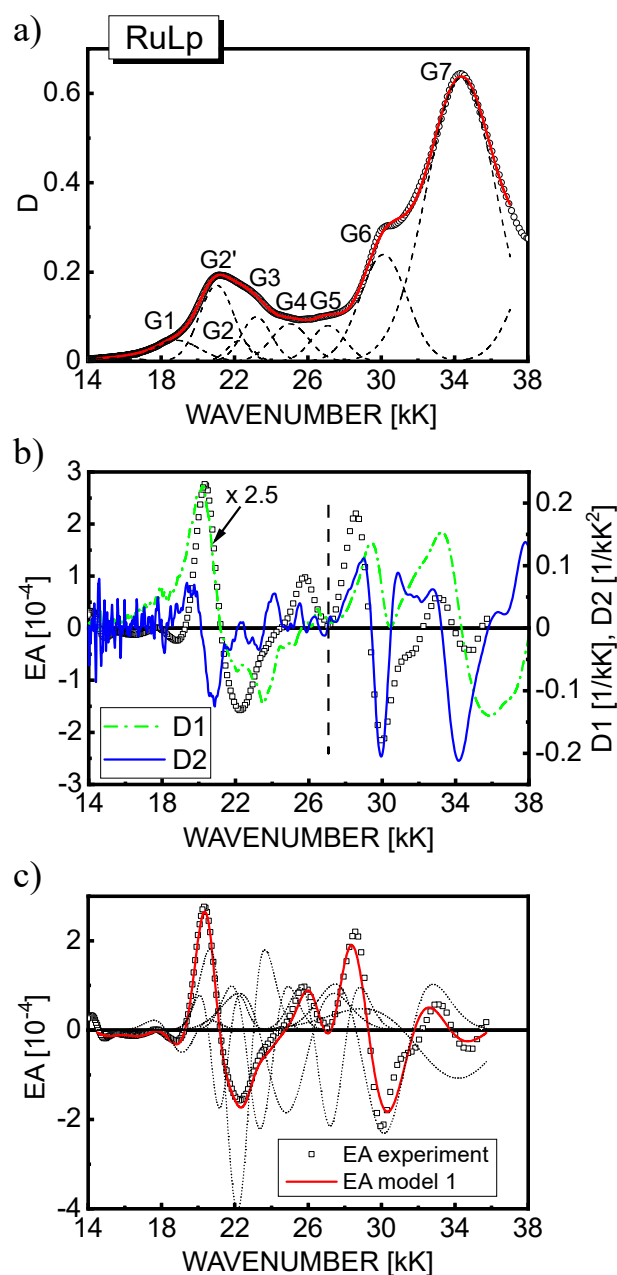 a)
RuLp
0.6
0.4
0.2
0
D
G1
G2'
G2
G3
G4
G5
G6
G7
14 18 22 26 30 34 38
WAVENUMBER [kK]
b)
3
2
1
0
-1
-2
-3
EA [10⁻⁴]
x 2.5
0.2
0.1
0
-0.1
-0.2
D1 [1/kK], D2 [1/kK²]
D1
D2
14 18 22 26 30 34 38
WAVENUMBER [kK]
c)
2
0
-2
-4
EA [10⁻⁴]
EA experiment
EA model 1
14 18 22 26 30 34 38
WAVENUMBER [kK]